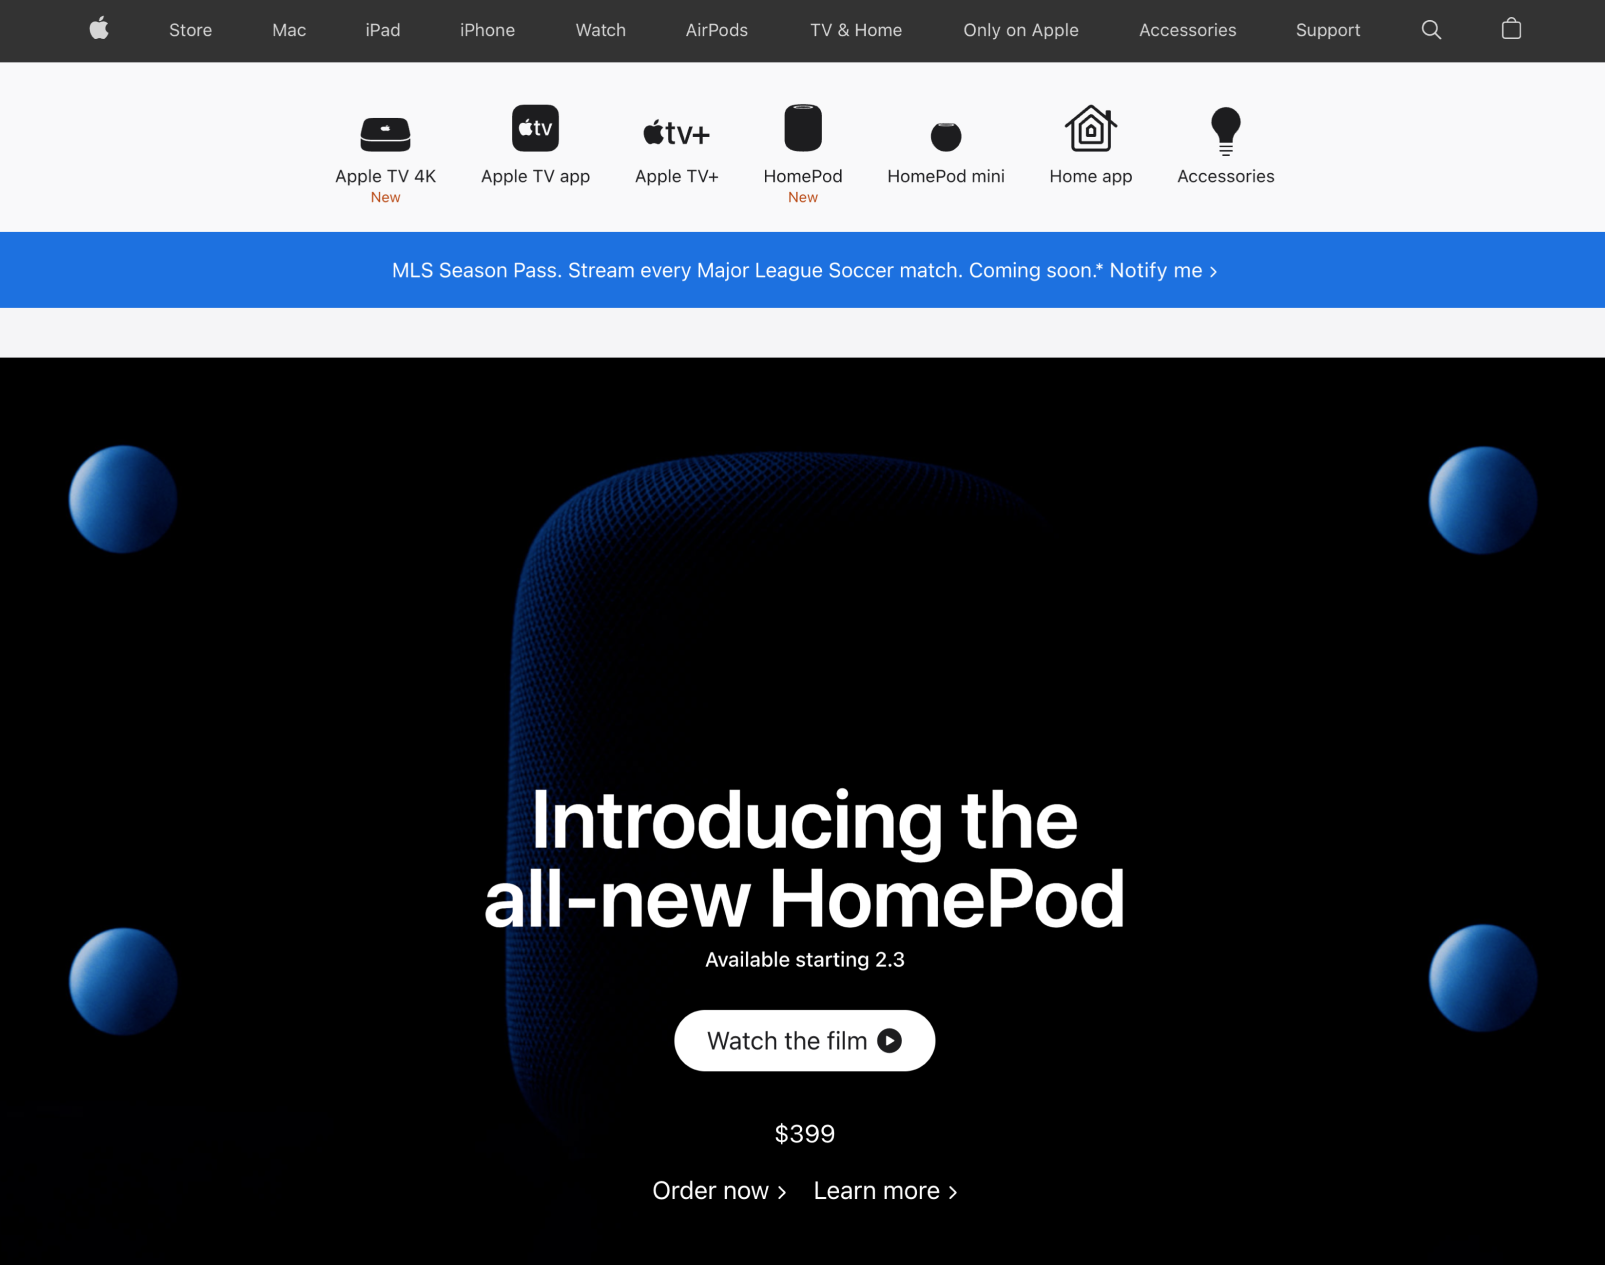 Store Mac iPad iPhone Watch AirPods TV & Home Only on Apple Accessories Support
tv tv+
Apple TV 4K Apple TV app Apple TV+ HomePod HomePod mini Home app Accessories
New New
MLS Season Pass. Stream every Major League Soccer match. Coming soon.* Notify me >
Introducing the
all-new HomePod
Available starting 2.3
Watch the film
$399
Order now > Learn more >